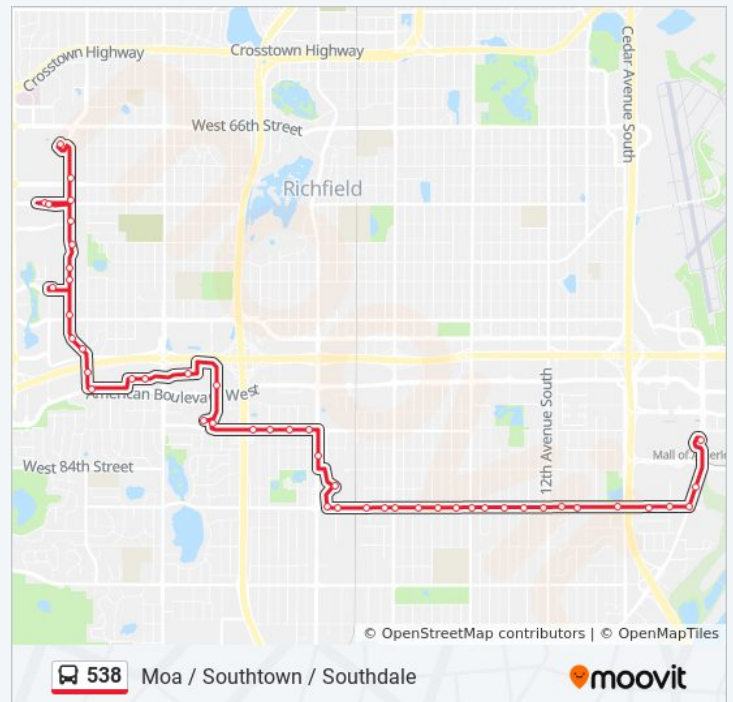 Crosstown Highway
Crosstown Highway
Cedar Avenue South
West 66th Street
Richfield
American Boulevard West
12th Avenue South
West 84th Street
Mall of Americ
© OpenStreetMap contributors | © OpenMapTiles
538 Moa / Southtown / Southdale
moovit